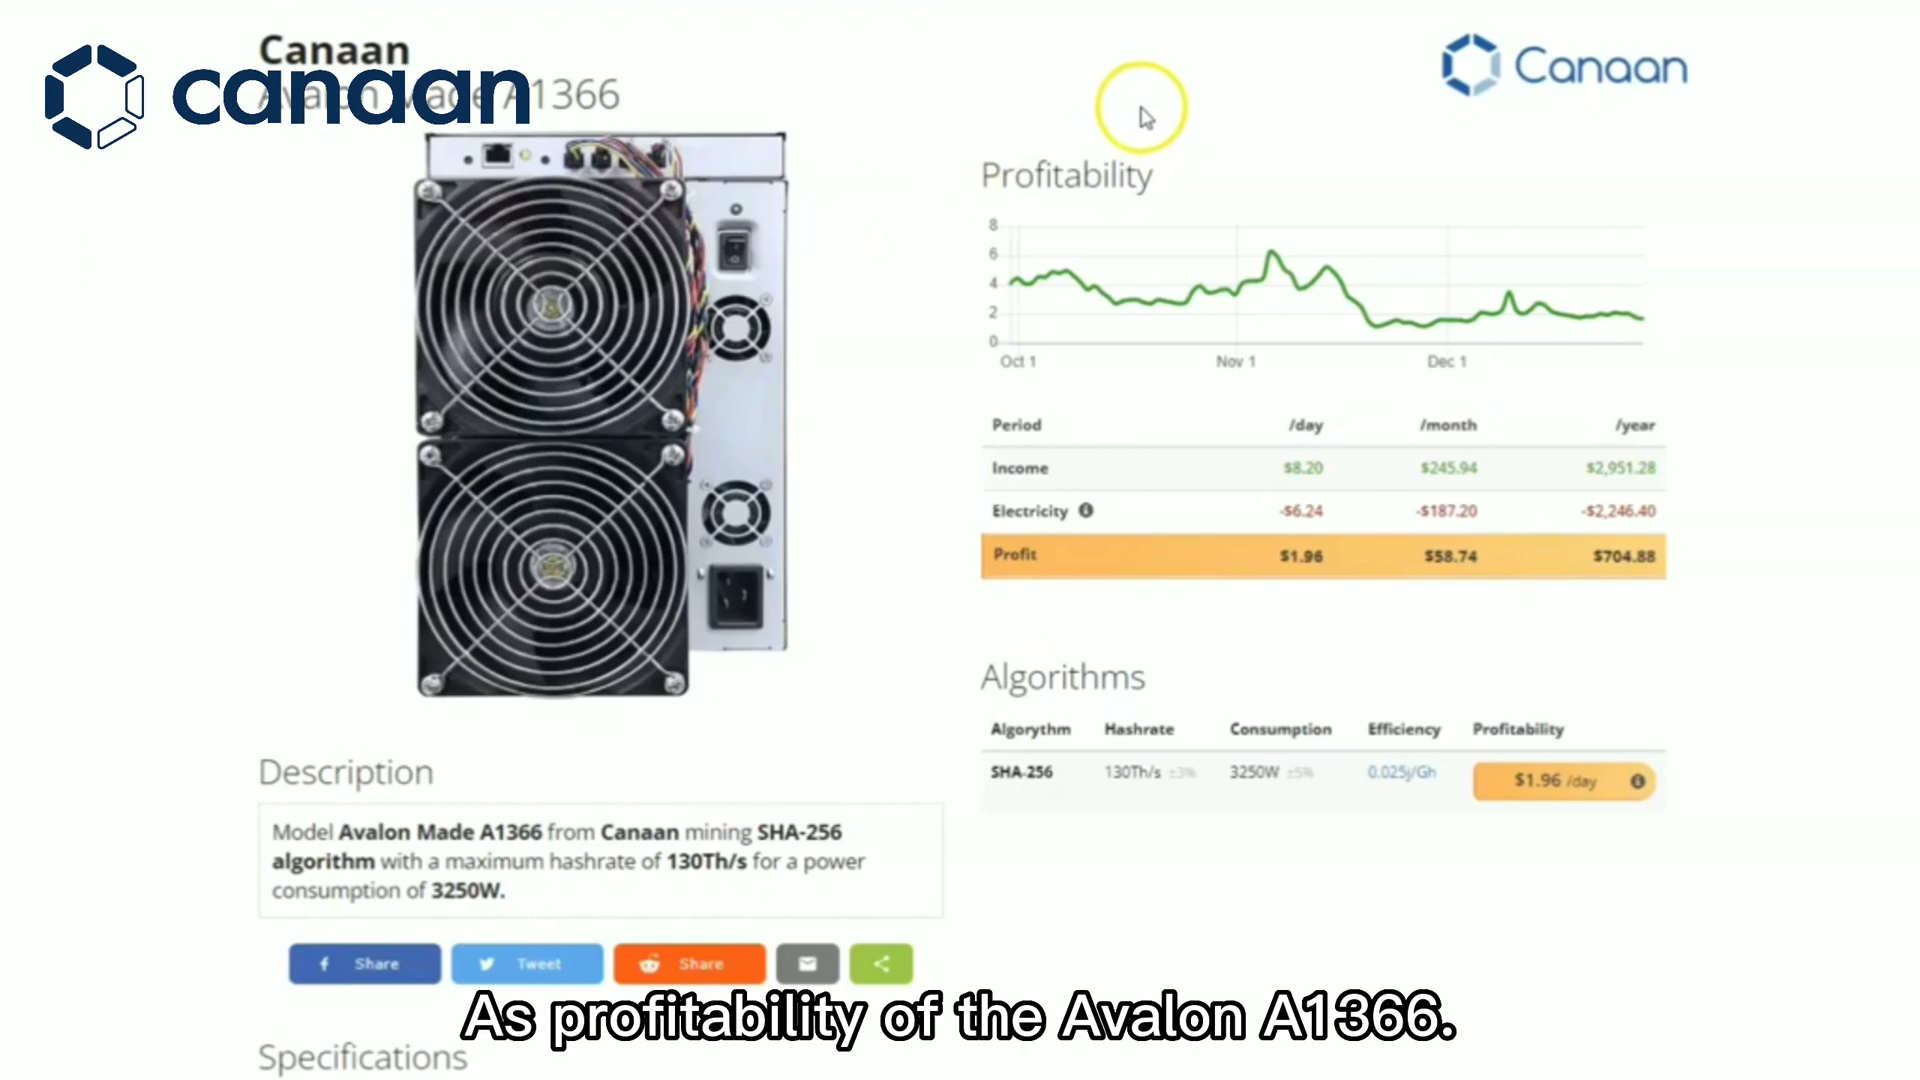 Canaan
canaan
Avalon Made A1366
Canaan
Profitability
8
6
4
2
0
Oct 1
Nov 1
Dec 1
Period /day /month /year
Income $8.20 $245.94 $2,951.28
Electricity -$6.24 -$187.20 -$2,246.40
Profit $1.96 $58.74 $704.88
Algorithms
Algorythm Hashrate Consumption Efficiency Profitability
SHA-256 130Th/s ±3% 3250W ±5% 0.025j/Gh $1.96 /day
Description
Model Avalon Made A1366 from Canaan mining SHA-256
algorithm with a maximum hashrate of 130Th/s for a power
consumption of 3250W.
Share
Tweet
Share
As profitability of the Avalon A1366.
Specifications